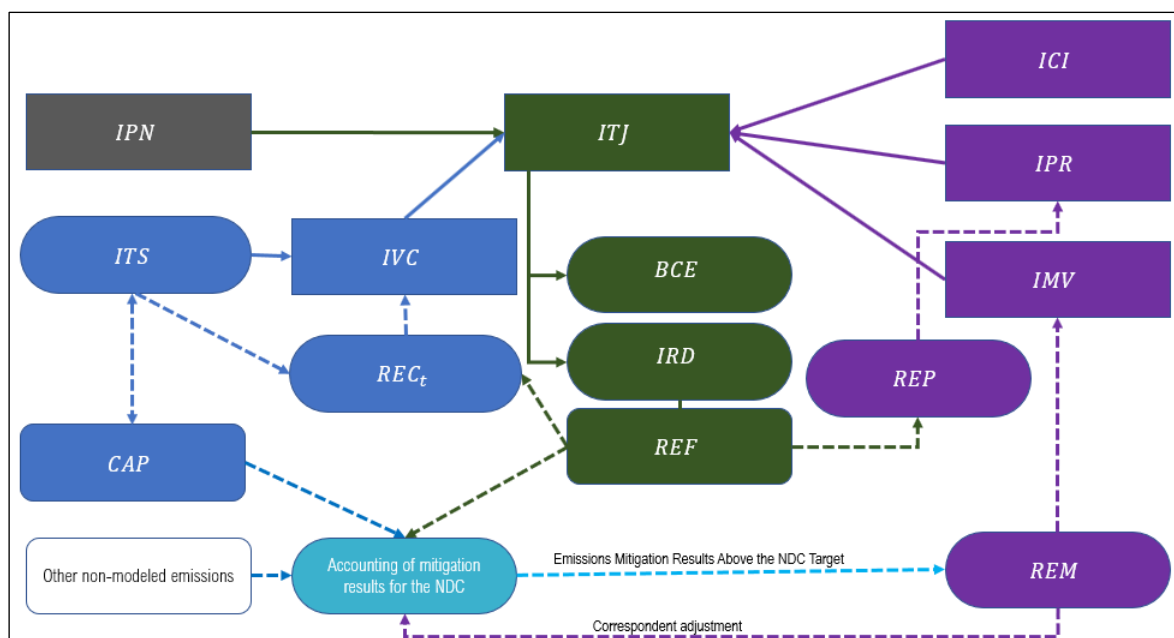 ICI
IPN
ITJ
IPR
ITS
IVC
BCE
IMV
REC_t
IRD
REP
CAP
REF
Other non-modeled emissions
Accounting of mitigation
results for the NDC
Emissions Mitigation Results Above the NDC Target
REM
Correspondent adjustment